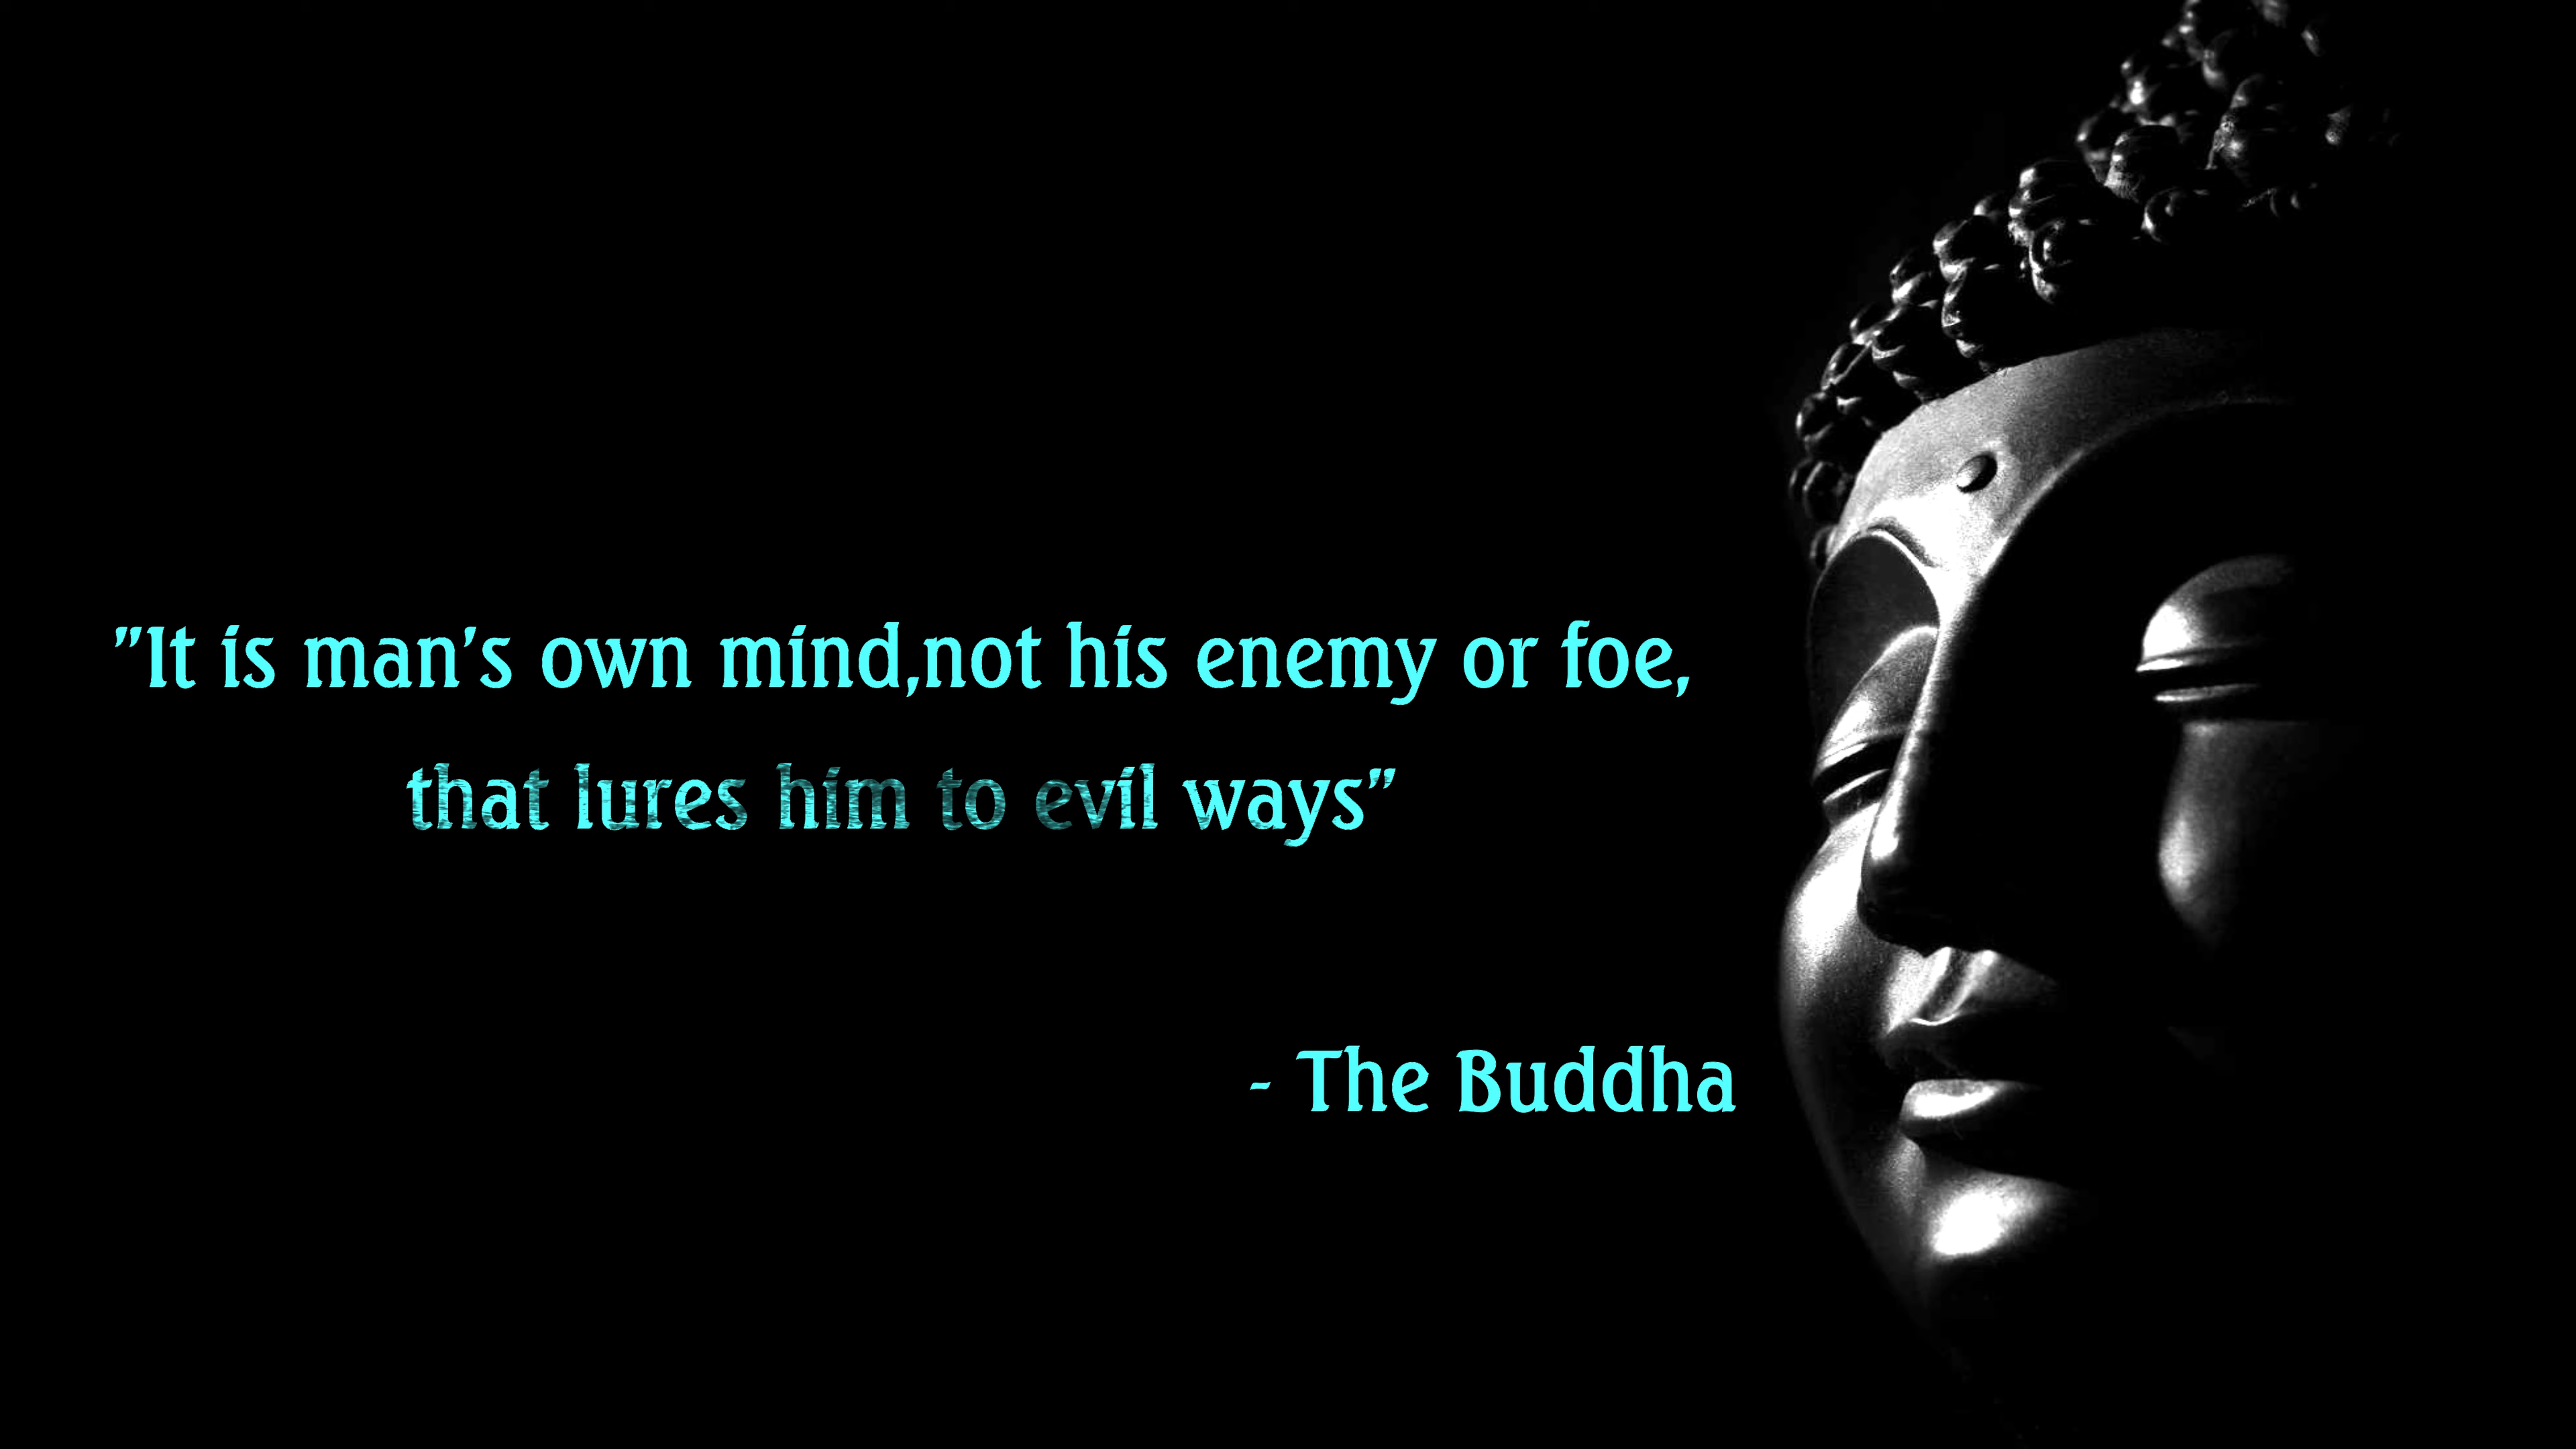 "It is man's own mind,not his enemy or foe,
that lures him to evil ways"
- The Buddha